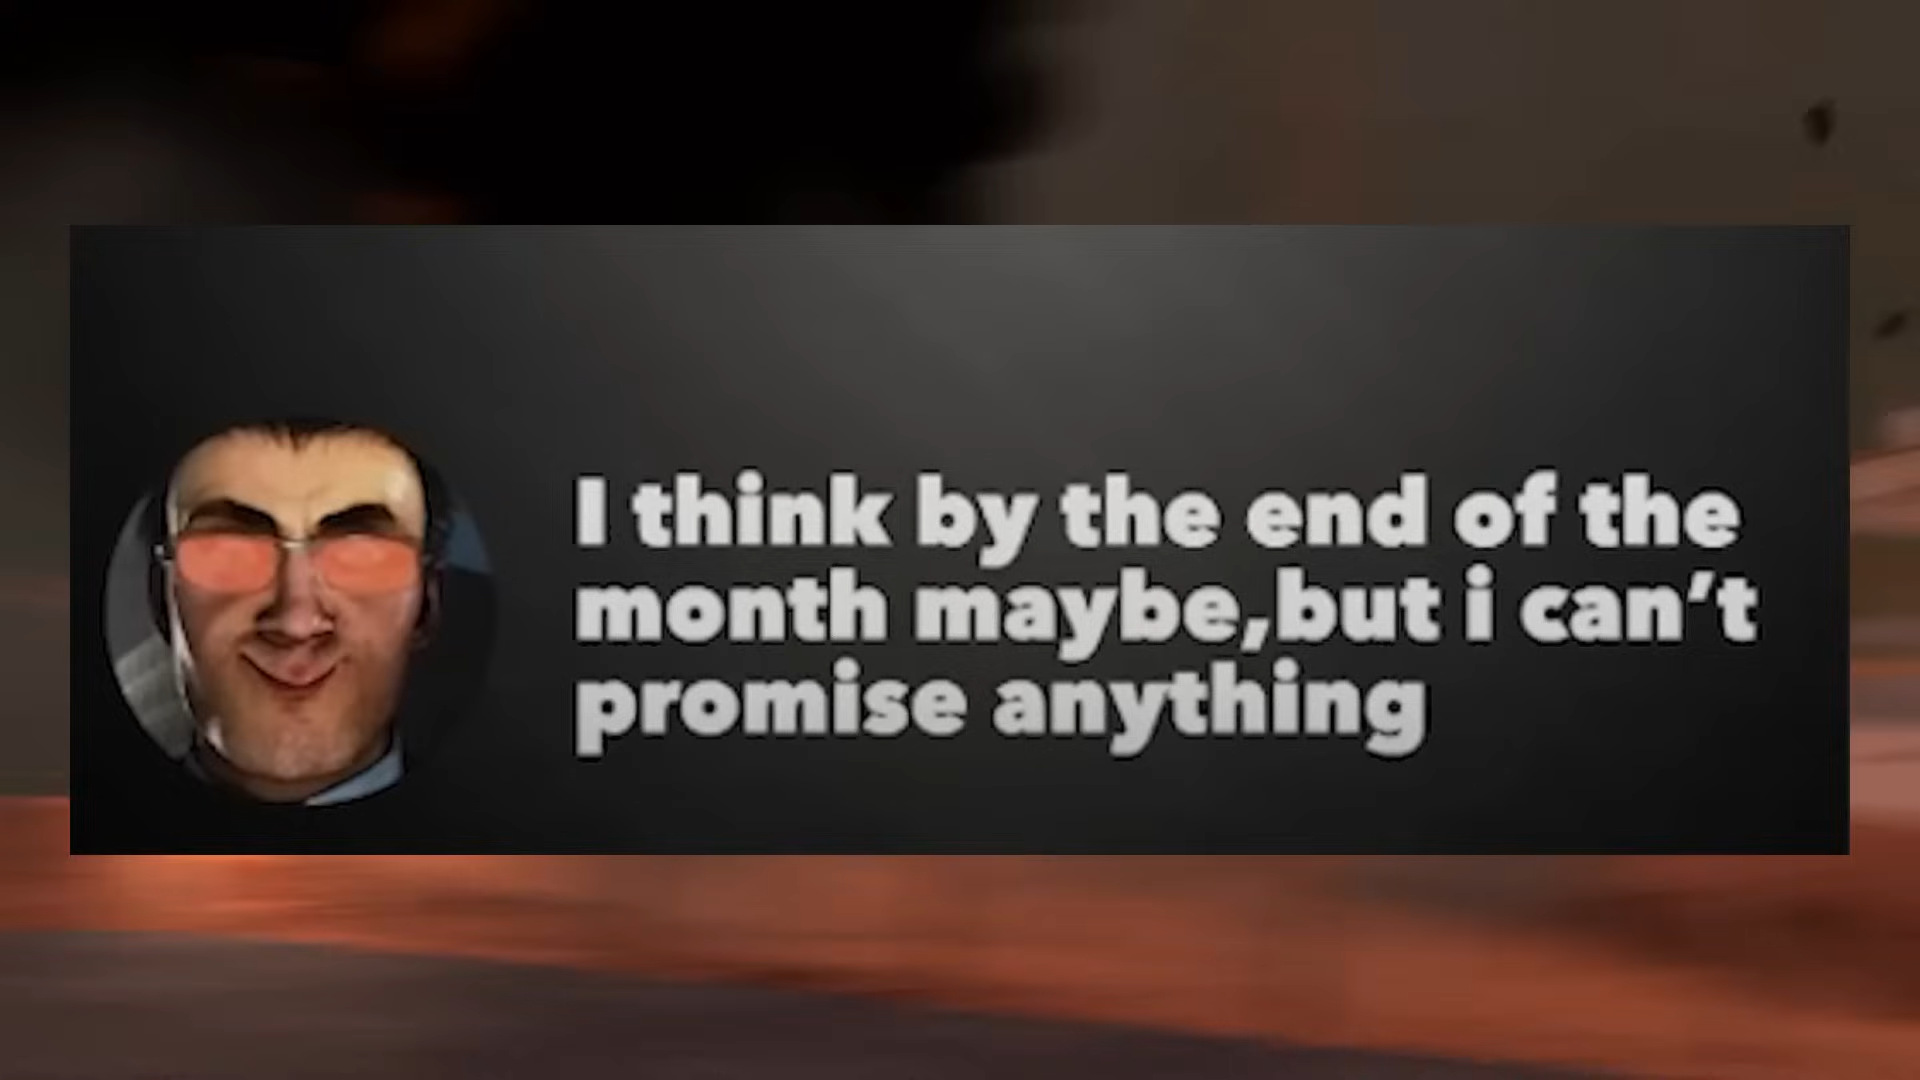 I think by the end of the
month maybe,but i can’t
promise anything